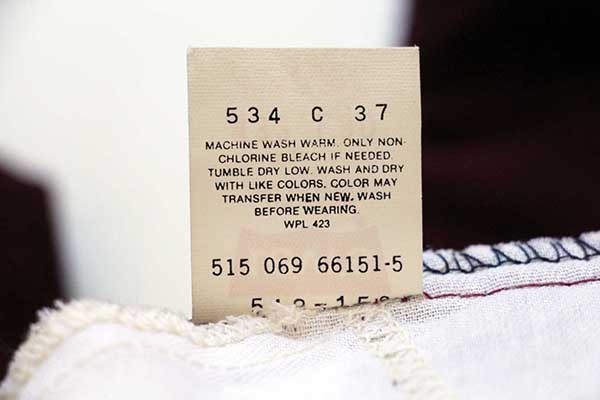 534 C 37
MACHINE WASH WARM. ONLY NON-
CHLORINE BLEACH IF NEEDED.
TUMBLE DRY LOW. WASH AND DRY
WITH LIKE COLORS. COLOR MAY
TRANSFER WHEN NEW. WASH
BEFORE WEARING.
WPL 423
515 069 66151-5